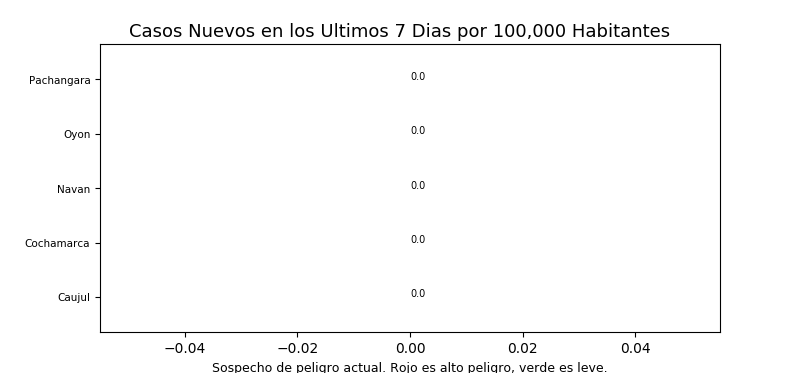 Casos Nuevos en los Ultimos 7 Dias por 100,000 Habitantes
Pachangara 0.0
Oyon 0.0
Navan 0.0
Cochamarca 0.0
Caujul 0.0
−0.04 −0.02 0.00 0.02 0.04
Sospecho de peligro actual. Rojo es alto peligro, verde es leve.